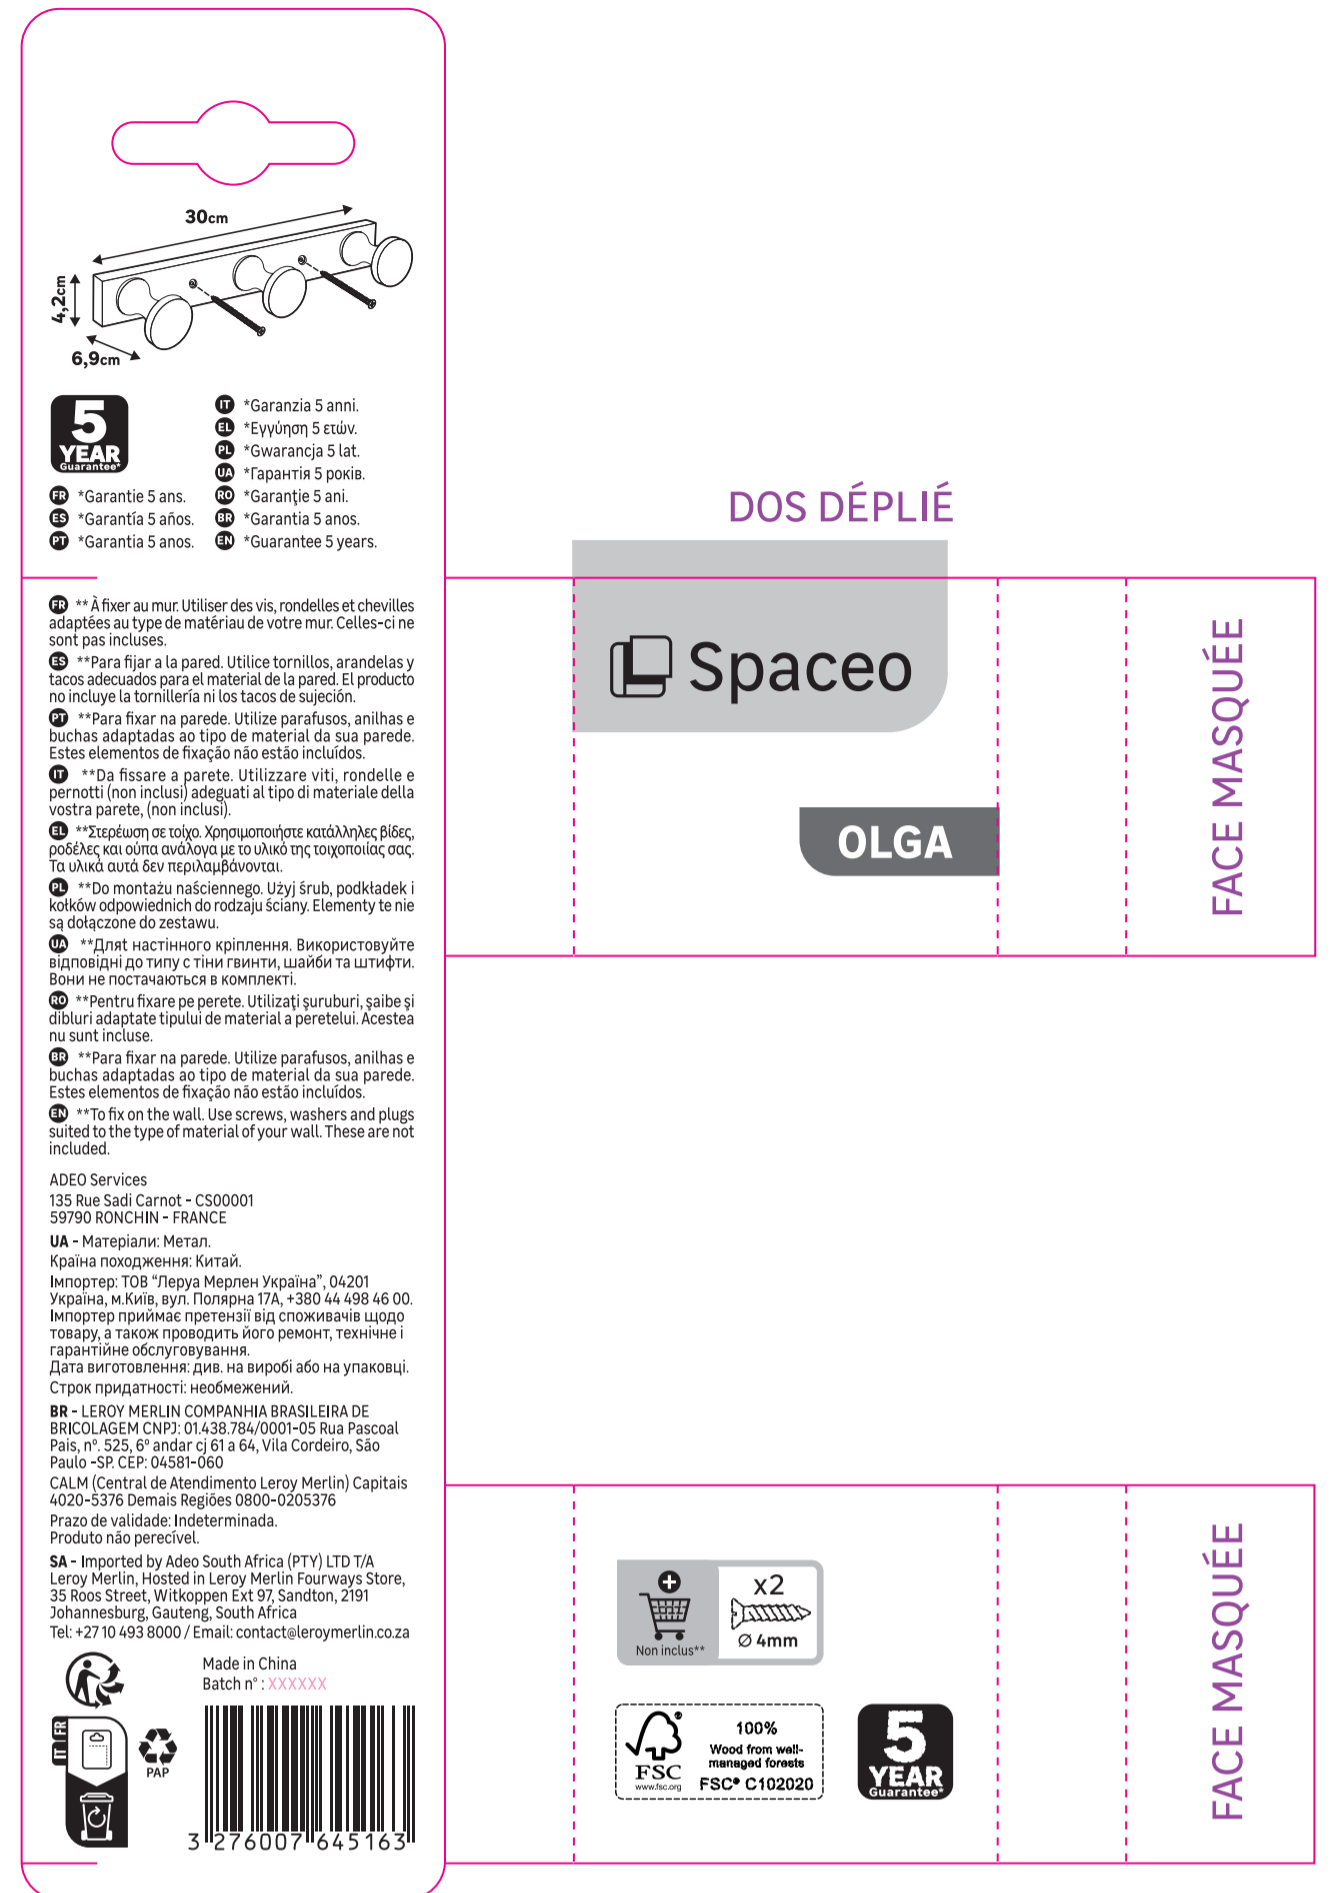 30cm
4,2cm
6,9cm
5
YEAR
Guarantee*
FR *Garantie 5 ans.
ES *Garantía 5 años.
PT *Garantia 5 anos.
IT *Garanzia 5 anni.
EL *Εγγύηση 5 ετών.
PL *Gwarancja 5 lat.
UA *Гарантія 5 років.
RO *Garanţie 5 ani.
BR *Garantia 5 anos.
EN *Guarantee 5 years.
FR ** À fixer au mur. Utiliser des vis, rondelles et chevilles
adaptées au type de matériau de votre mur. Celles-ci ne
sont pas incluses.
ES **Para fijar a la pared. Utilice tornillos, arandelas y
tacos adecuados para el material de la pared. El producto
no incluye la tornillería ni los tacos de sujeción.
PT **Para fixar na parede. Utilize parafusos, anilhas e
buchas adaptadas ao tipo de material da sua parede.
Estes elementos de fixação não estão incluídos.
IT **Da fissare a parete. Utilizzare viti, rondelle e
pernotti (non inclusi) adeguati al tipo di materiale della
vostra parete, (non inclusi).
EL **Στερέωση σε τοίχο. Χρησιμοποιήστε κατάλληλες βίδες,
ροδέλες και ούπα ανάλογα με το υλικό της τοιχοποιίας σας.
Τα υλικά αυτά δεν περιλαμβάνονται.
PL **Do montażu naściennego. Użyj śrub, podkładek i
kołków odpowiednich do rodzaju ściany. Elementy te nie
są dołączone do zestawu.
UA **Длят настінного кріплення. Використовуйте
відповідні до типу с тіни гвинти, шайби та штифти.
Вони не постачаються в комплекті.
RO **Pentru fixare pe perete. Utilizaţi şuruburi, şaibe şi
dibluri adaptate tipului de material a peretelui. Acestea
nu sunt incluse.
BR **Para fixar na parede. Utilize parafusos, anilhas e
buchas adaptadas ao tipo de material da sua parede.
Estes elementos de fixação não estão incluídos.
EN **To fix on the wall. Use screws, washers and plugs
suited to the type of material of your wall. These are not
included.
ADEO Services
135 Rue Sadi Carnot - CS00001
59790 RONCHIN - FRANCE
UA - Матеріали: Метал.
Країна походження: Китай.
Імпортер: ТОВ “Леруа Мерлен Україна”, 04201
Україна, м.Київ, вул. Полярна 17А, +380 44 498 46 00.
Імпортер приймає претензії від споживачів щодо
товару, а також проводить його ремонт, технічне і
гарантійне обслуговування.
Дата виготовлення: див. на виробі або на упаковці.
Строк придатності: необмежений.
BR - LEROY MERLIN COMPANHIA BRASILEIRA DE
BRICOLAGEM CNPJ: 01.438.784/0001-05 Rua Pascoal
Pais, nº. 525, 6º andar cj 61 a 64, Vila Cordeiro, São
Paulo -SP. CEP: 04581-060
CALM (Central de Atendimento Leroy Merlin) Capitais
4020-5376 Demais Regiões 0800-0205376
Prazo de validade: Indeterminada.
Produto não perecível.
SA - Imported by Adeo South Africa (PTY) LTD T/A
Leroy Merlin, Hosted in Leroy Merlin Fourways Store,
35 Roos Street, Witkoppen Ext 97, Sandton, 2191
Johannesburg, Gauteng, South Africa
Tel: +27 10 493 8000 / Email: contact@leroymerlin.co.za
Made in China
Batch n° : XXXXXX
IT FR
PAP
3 276007 645163
DOS DÉPLIÉ
Spaceo
OLGA
FACE MASQUÉE
Non inclus**
x2
Ø 4mm
FSC®
www.fsc.org
100%
Wood from well-
managed forests
FSC® C102020
5
YEAR
Guarantee*
FACE MASQUÉE